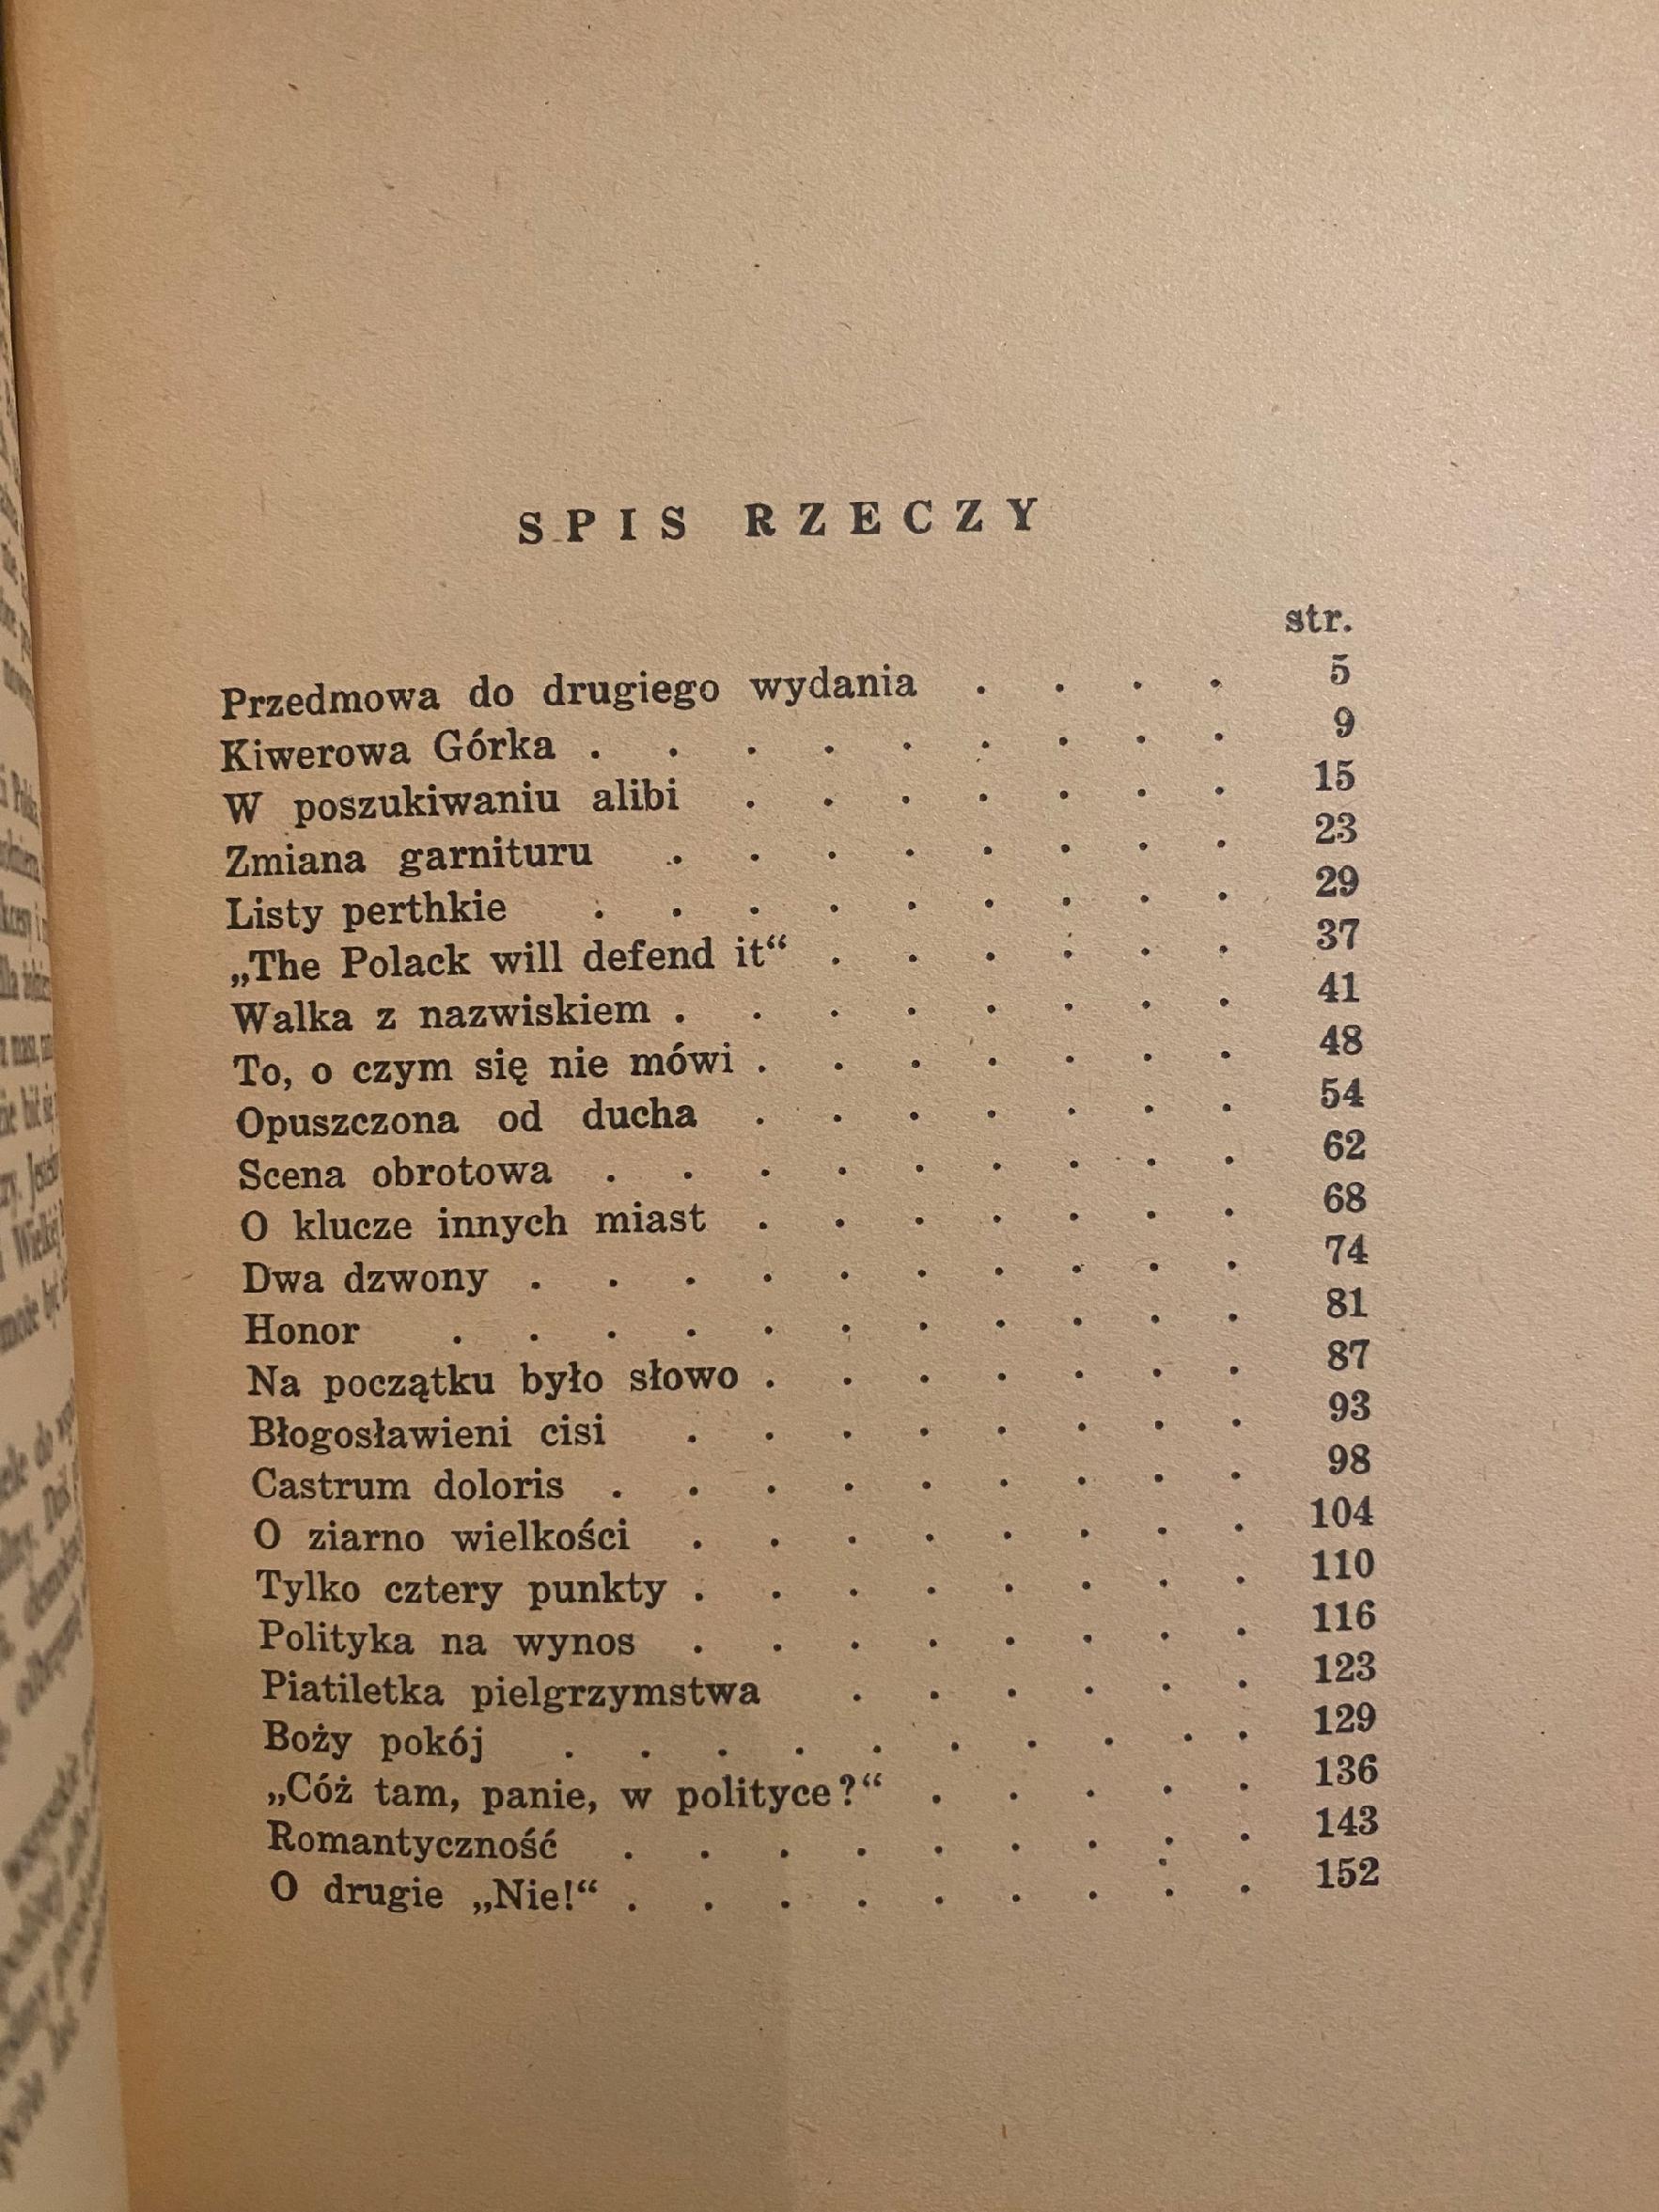 SPIS RZECZY
str.
Przedmowa do drugiego wydania . . . . 5
Kiwerowa Górka . . . . . . . . . 9
W poszukiwaniu alibi . . . . . . . 15
Zmiana garnituru . . . . . . . . 23
Listy perthkie . . . . . . . . . 29
„The Polack will defend it“ . . . . . . 37
Walka z nazwiskiem . . . . . . . . 41
To, o czym się nie mówi . . . . . . . 48
Opuszczona od ducha . . . . . . . 54
Scena obrotowa . . . . . . . . . 62
O klucze innych miast . . . . . . . 68
Dwa dzwony . . . . . . . . . . 74
Honor . . . . . . . . . . . 81
Na początku było słowo . . . . . . . 87
Błogosławieni cisi . . . . . . . . 93
Castrum doloris . . . . . . . . . 98
O ziarno wielkości . . . . . . . . 104
Tylko cztery punkty . . . . . . . . 110
Polityka na wynos . . . . . . . . 116
Piatiletka pielgrzymstwa . . . . . . 123
Boży pokój . . . . . . . . . . 129
„Cóż tam, panie, w polityce?“ . . . . . 136
Romantyczność . . . . . . . . . 143
O drugie „Nie!“ . . . . . . . . . 152